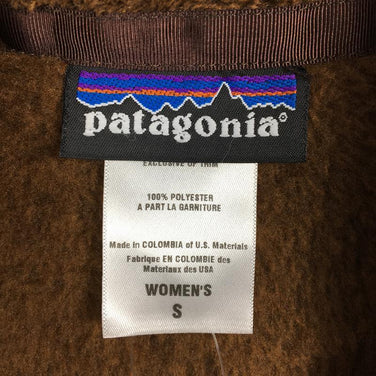 patagonia®
EXCLUSIVE OF TRIM
100% POLYESTER
A PART LA GARNITURE
Made in COLOMBIA of U.S. Materials
Fabrique EN COLOMBIE des
Materiaux des USA
WOMEN'S
S